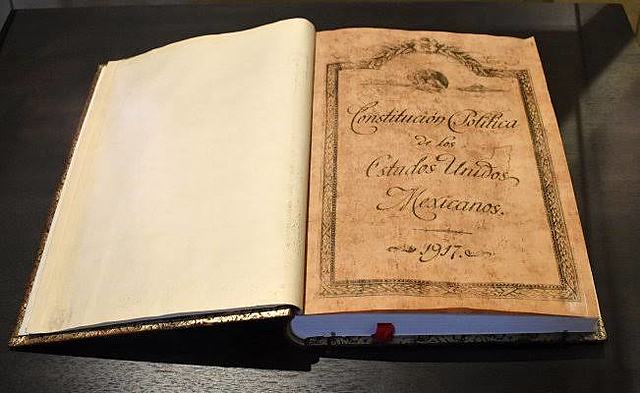 Constitución Política
de los
Estados Unidos
Mexicanos.
1917.